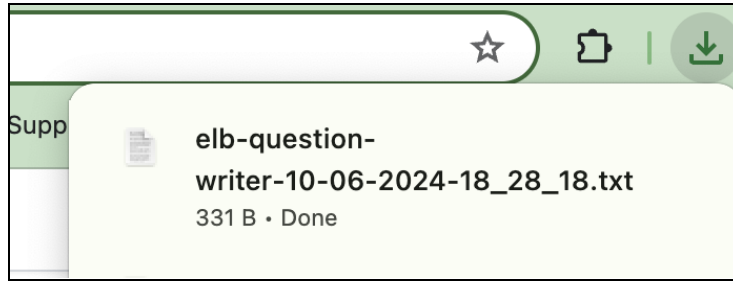 Supp
elb-question-
writer-10-06-2024-18_28_18.txt
331 B • Done